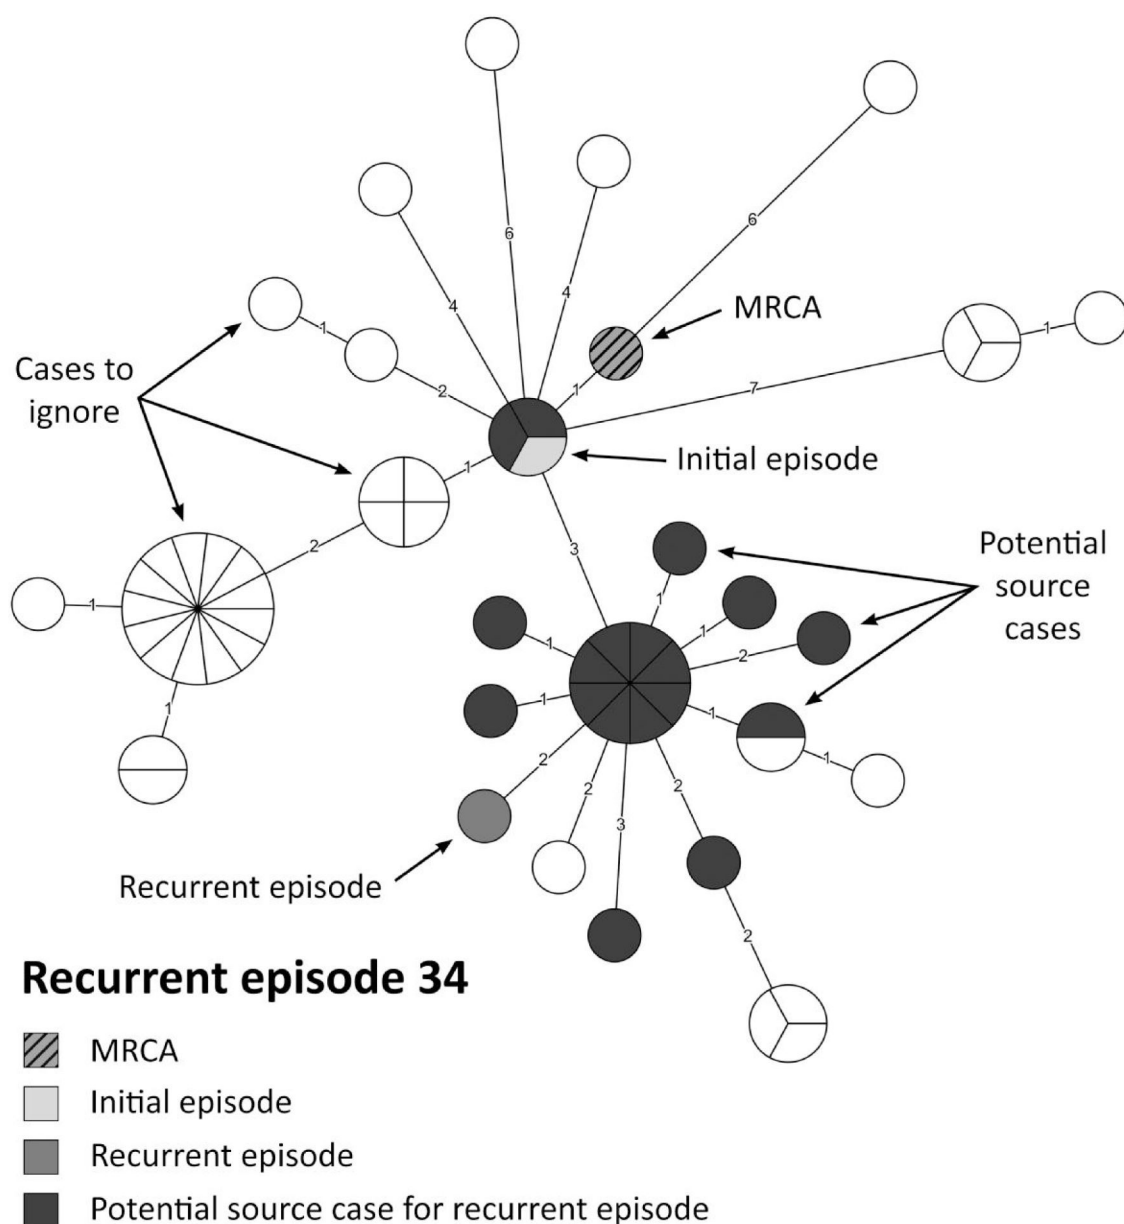 6
6
4
4
MRCA
1
1
2
1
7
Cases to
ignore
Initial episode
1
2
3
Potential
source
cases
1
1
1
2
1
1
1
1
1
2
2
3
2
2
Recurrent episode
Recurrent episode 34
MRCA
Initial episode
Recurrent episode
Potential source case for recurrent episode